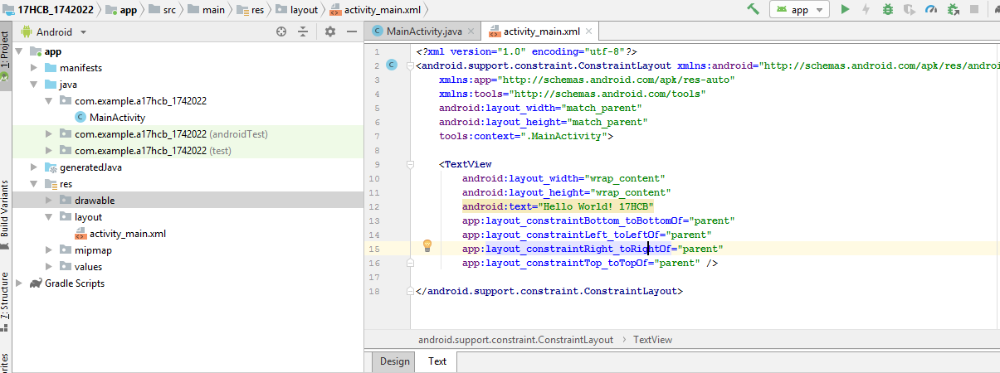 17HCB_1742022 app src main res layout activity_main.xml
app
Android
MainActivity.java activity_main.xml
1: Project
Build Variants
7: Structure
app
manifests
java
com.example.a17hcb_1742022
MainActivity
com.example.a17hcb_1742022 (androidTest)
com.example.a17hcb_1742022 (test)
generatedJava
res
drawable
layout
activity_main.xml
mipmap
values
Gradle Scripts
1 <?xml version="1.0" encoding="utf-8"?>
2 <android.support.constraint.ConstraintLayout xmlns:android="http://schemas.android.com/apk/res/androi
3 xmlns:app="http://schemas.android.com/apk/res-auto"
4 xmlns:tools="http://schemas.android.com/tools"
5 android:layout_width="match_parent"
6 android:layout_height="match_parent"
7 tools:context=".MainActivity">
8
9 <TextView
10 android:layout_width="wrap_content"
11 android:layout_height="wrap_content"
12 android:text="Hello World! 17HCB"
13 app:layout_constraintBottom_toBottomOf="parent"
14 app:layout_constraintLeft_toLeftOf="parent"
15 app:layout_constraintRight_toRightOf="parent"
16 app:layout_constraintTop_toTopOf="parent" />
17
18 </android.support.constraint.ConstraintLayout>
android.support.constraint.ConstraintLayout TextView
Design Text